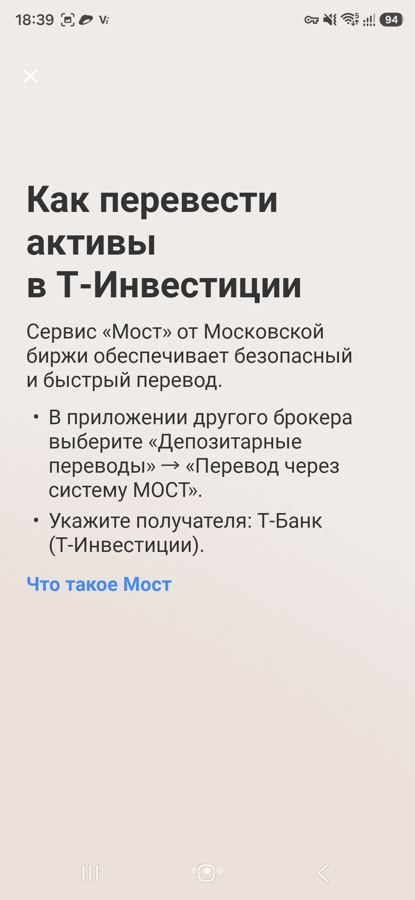 18:39
94
Как перевести
активы
в Т-Инвестиции
Сервис «Мост» от Московской
биржи обеспечивает безопасный
и быстрый перевод.
• В приложении другого брокера
выберите «Депозитарные
переводы» → «Перевод через
систему МОСТ».
• Укажите получателя: Т-Банк
(Т-Инвестиции).
Что такое Мост